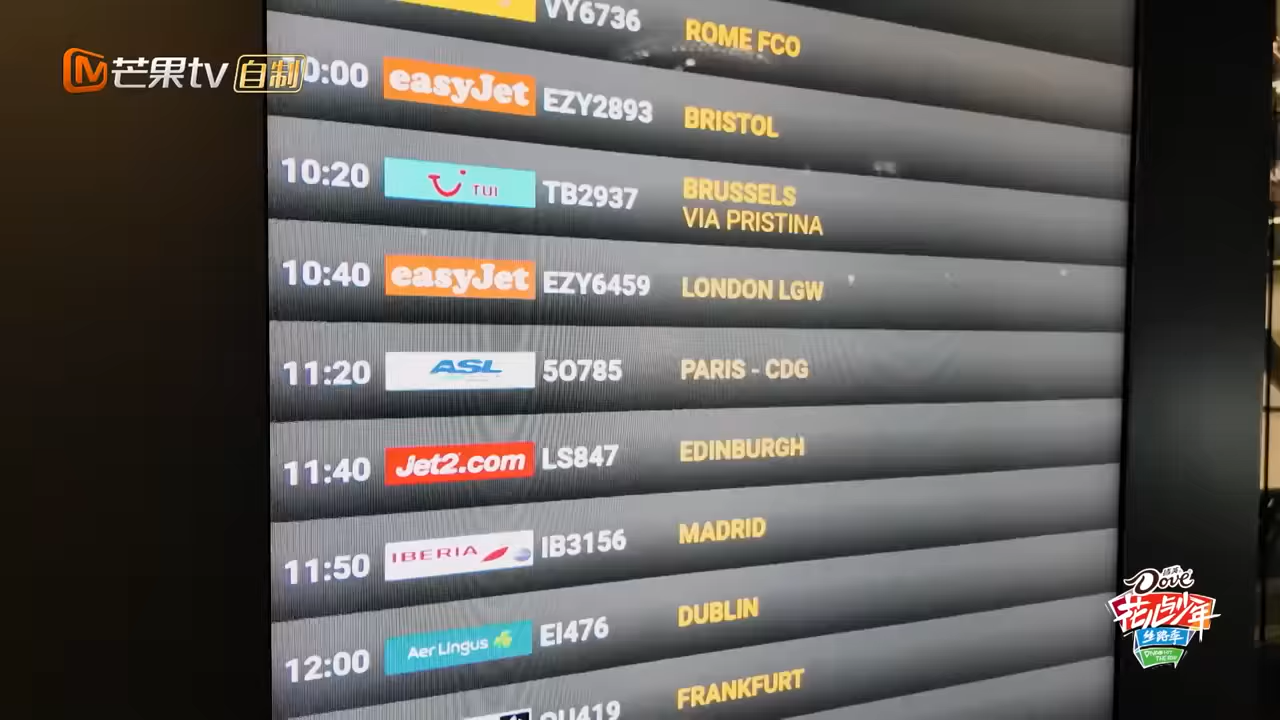 VY6736 ROME FCO
芒果TV 自制
0:00 easyJet EZY2893 BRISTOL
10:20 TUI TB2937 BRUSSELS
VIA PRISTINA
10:40 easyJet EZY6459 LONDON LGW
11:20 ASL 5O785 PARIS - CDG
11:40 Jet2.com LS847 EDINBURGH
11:50 IBERIA IB3156 MADRID
12:00 Aer Lingus EI476 DUBLIN
OU419 FRANKFURT
Dove
花儿与少年
丝路季